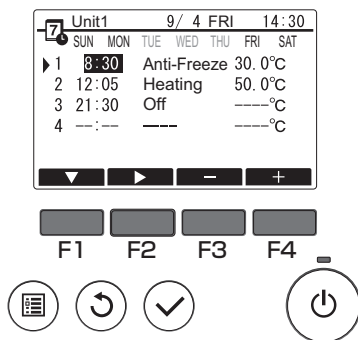 7 Unit1 9/ 4 FRI 14:30
SUN MON TUE WED THU FRI SAT
1 8:30 Anti-Freeze 30.0°C
2 12:05 Heating 50.0°C
3 21:30 Off ----°C
4 --:-- ---- ----°C
▼ ▶ − +
F1 F2 F3 F4